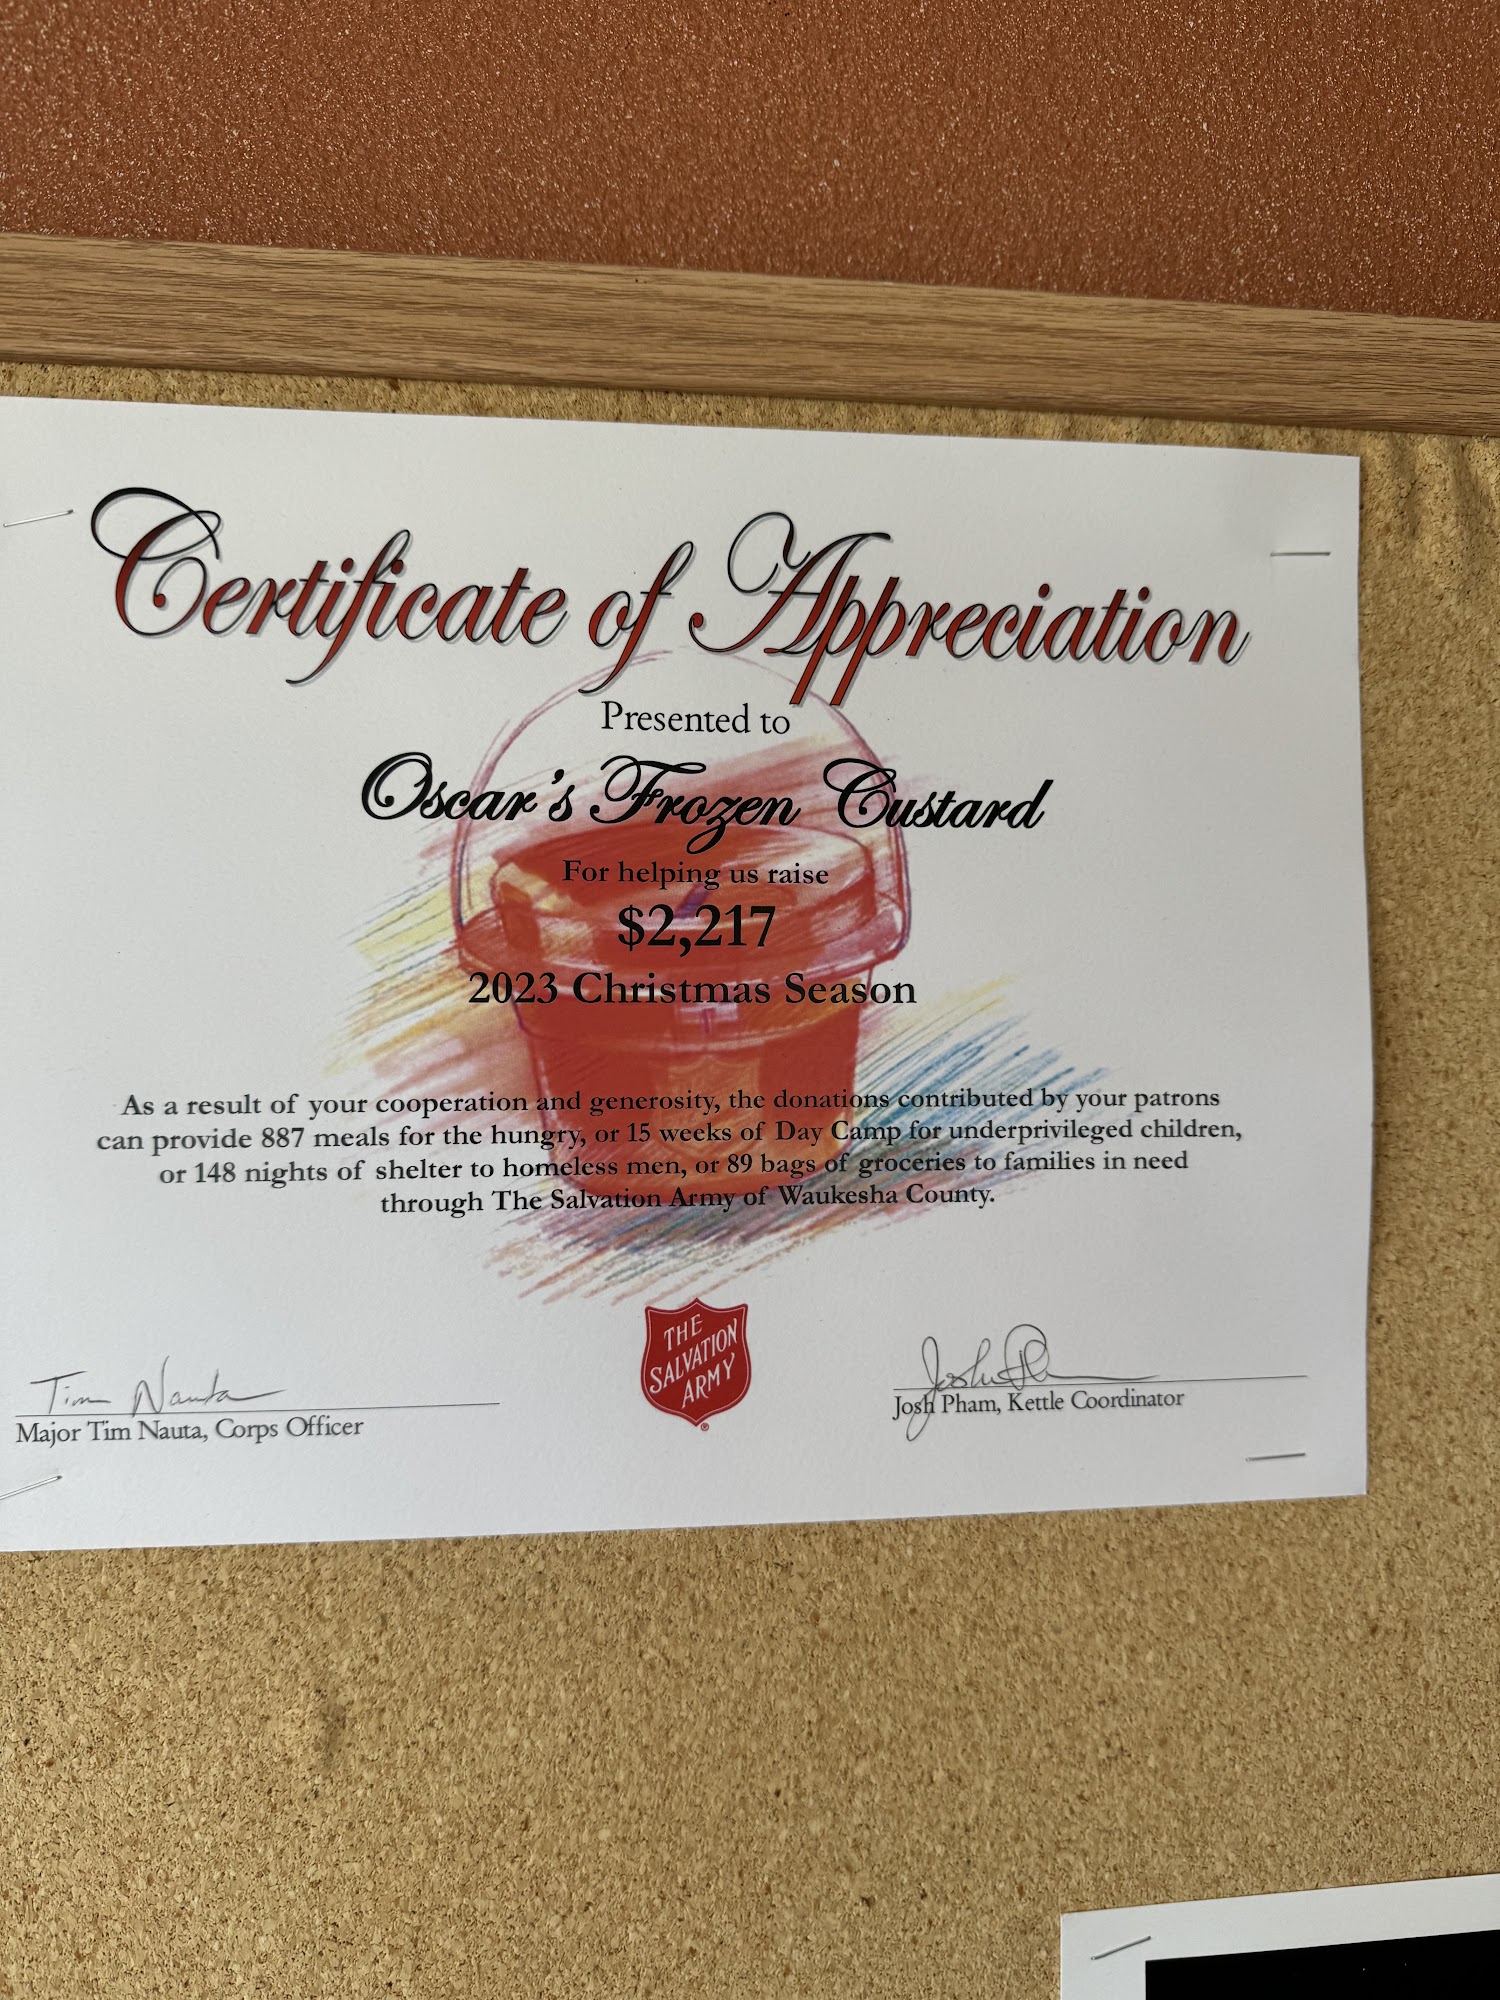 Certificate of Appreciation
Presented to
Oscar's Frozen Custard
For helping us raise
$2,217
2023 Christmas Season
As a result of your cooperation and generosity, the donations contributed by your patrons
can provide 887 meals for the hungry, or 15 weeks of Day Camp for underprivileged children,
or 148 nights of shelter to homeless men, or 89 bags of groceries to families in need
through The Salvation Army of Waukesha County.
Tim Nauta
Major Tim Nauta, Corps Officer
THE
SALVATION
ARMY
®
Josh Pham, Kettle Coordinator